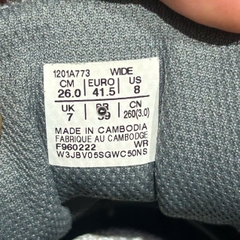 1201A773 WIDE
CM EURO US
26.0 41.5 8
UK BR CN
7 39 260(3.0)
MADE IN CAMBODIA
FABRIQUE AU CAMBODGE
F960222 WR
W3JBV05SGWC50NS